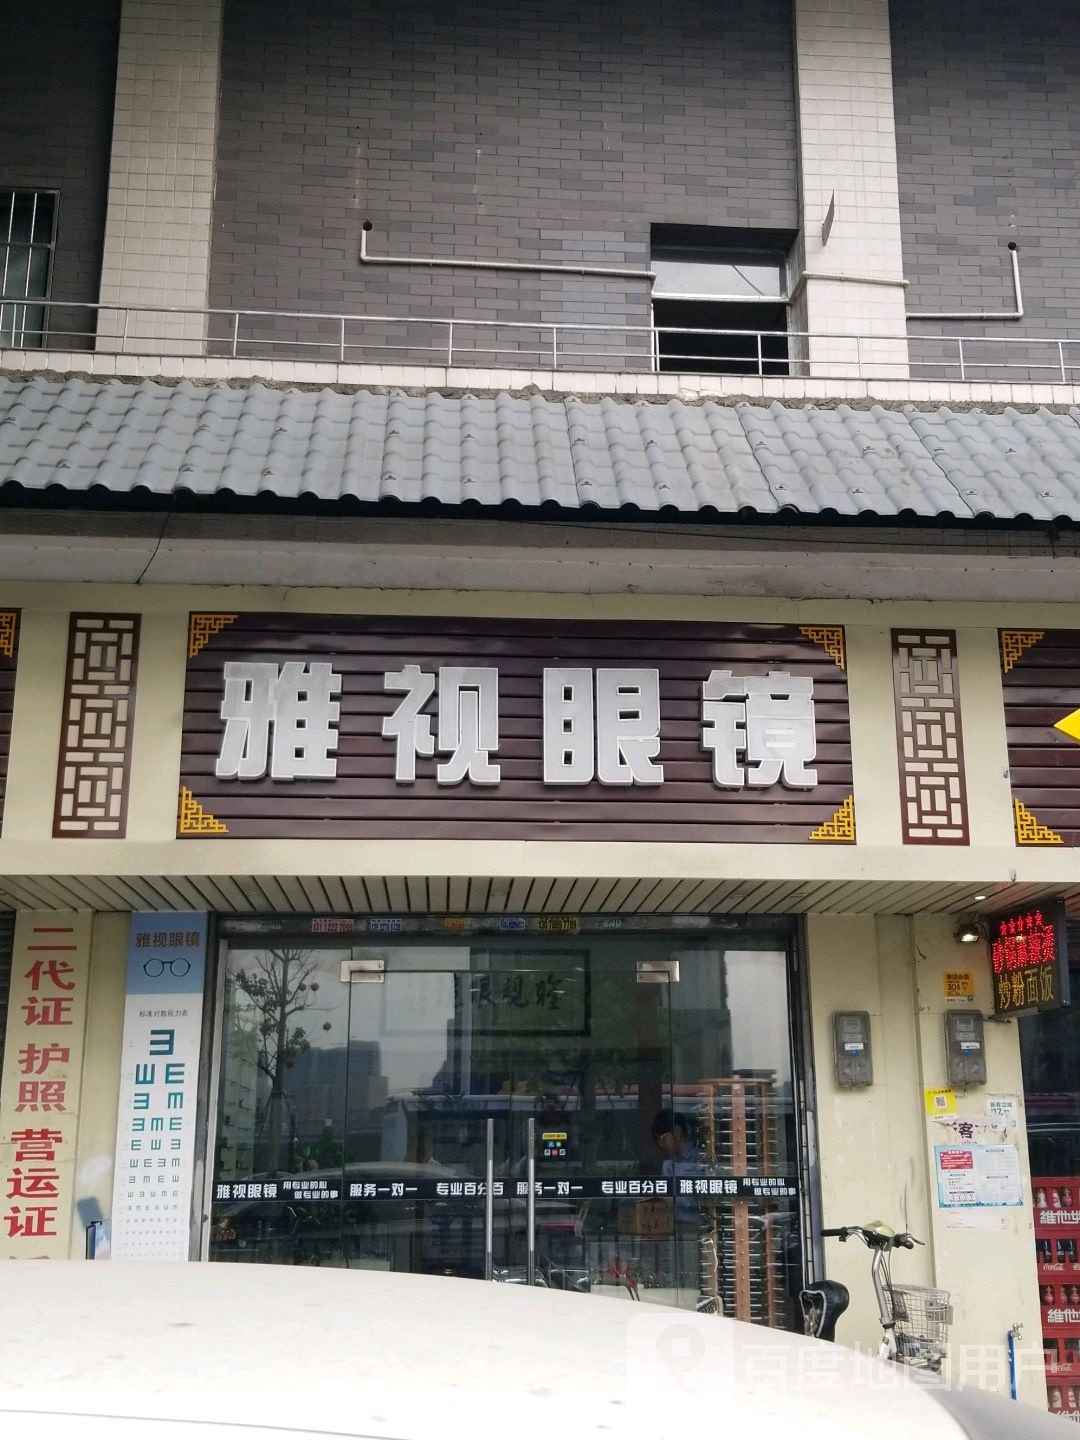 雅视眼镜
二代证 护照 营运证
雅视眼镜
标准对数视力表
雅视眼镜 用专业的心 做专业的事 服务一对一 专业百分百 服务一对一 专业百分百 雅视眼镜 用专业的心 做专业的事
炒粉面饭
Coca-Cola
百度地图用户